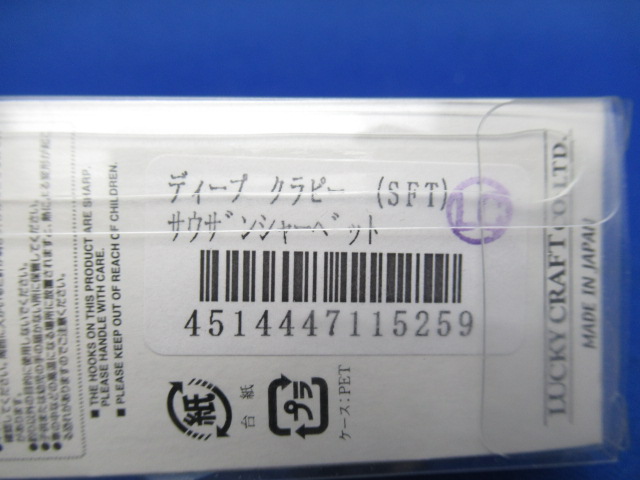 ディープ クラピー (SFT)
サウザンシャーベット
LC
4514447115259
紙
台紙
プラ
ケース:PET
■ THE HOOKS ON THIS PRODUCT ARE SHARP.
PLEASE HANDLE WITH CARE.
■ PLEASE KEEP OUT OF REACH OF CHILDREN.
LUCKY CRAFT CO.,LTD.
MADE IN JAPAN